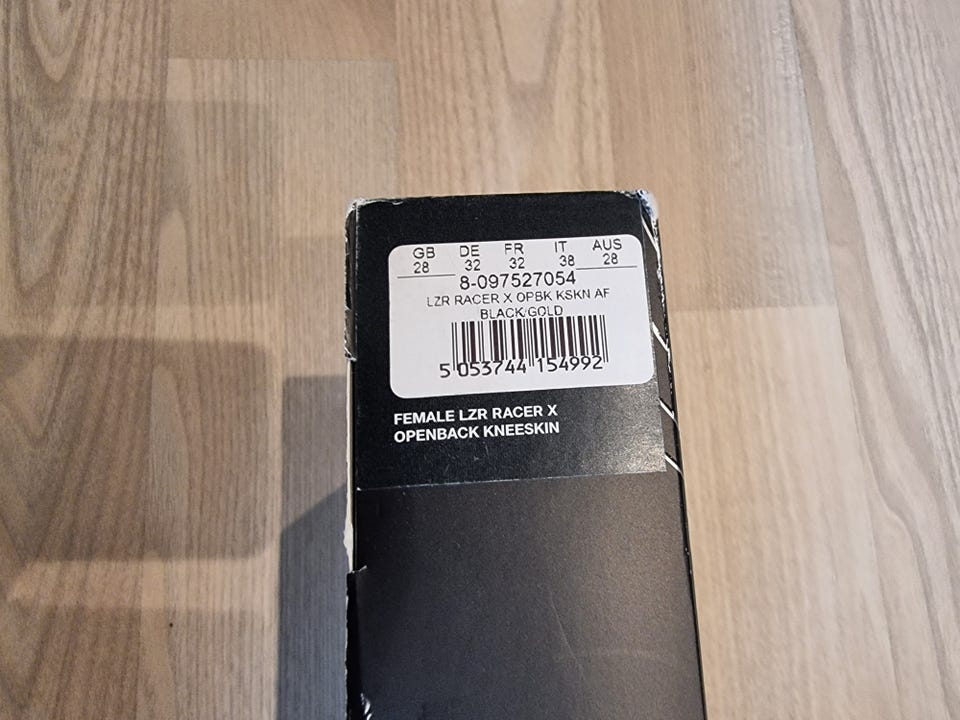 GB DE FR IT AUS
28 32 32 38 28
8-097527054
LZR RACER X OPBK KSKN AF
BLACK/GOLD
5 053744 154992
FEMALE LZR RACER X
OPENBACK KNEESKIN